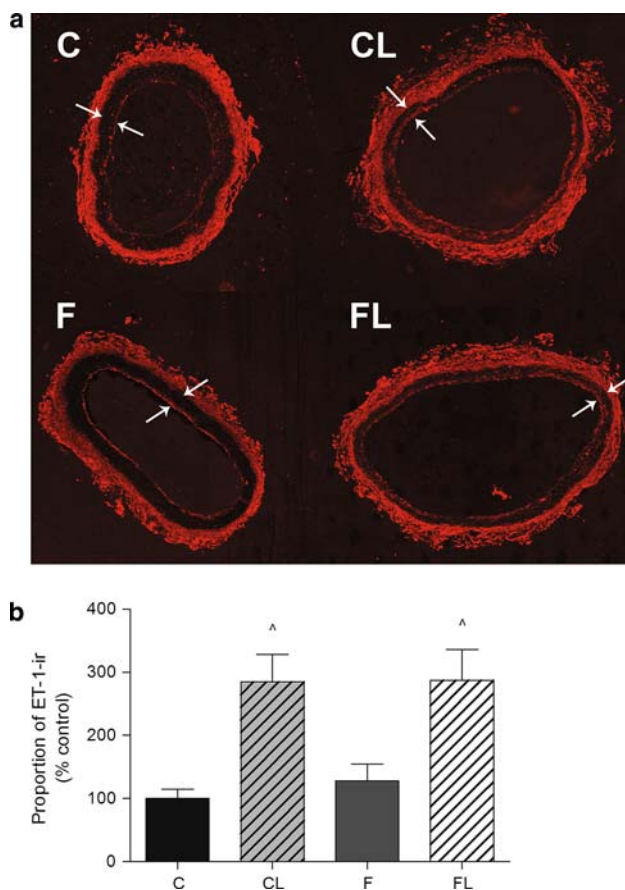 a
C CL
F FL
b
Proportion of ET-1-ir
(% control)
400
^ ^
300
200
100
0
C CL F FL